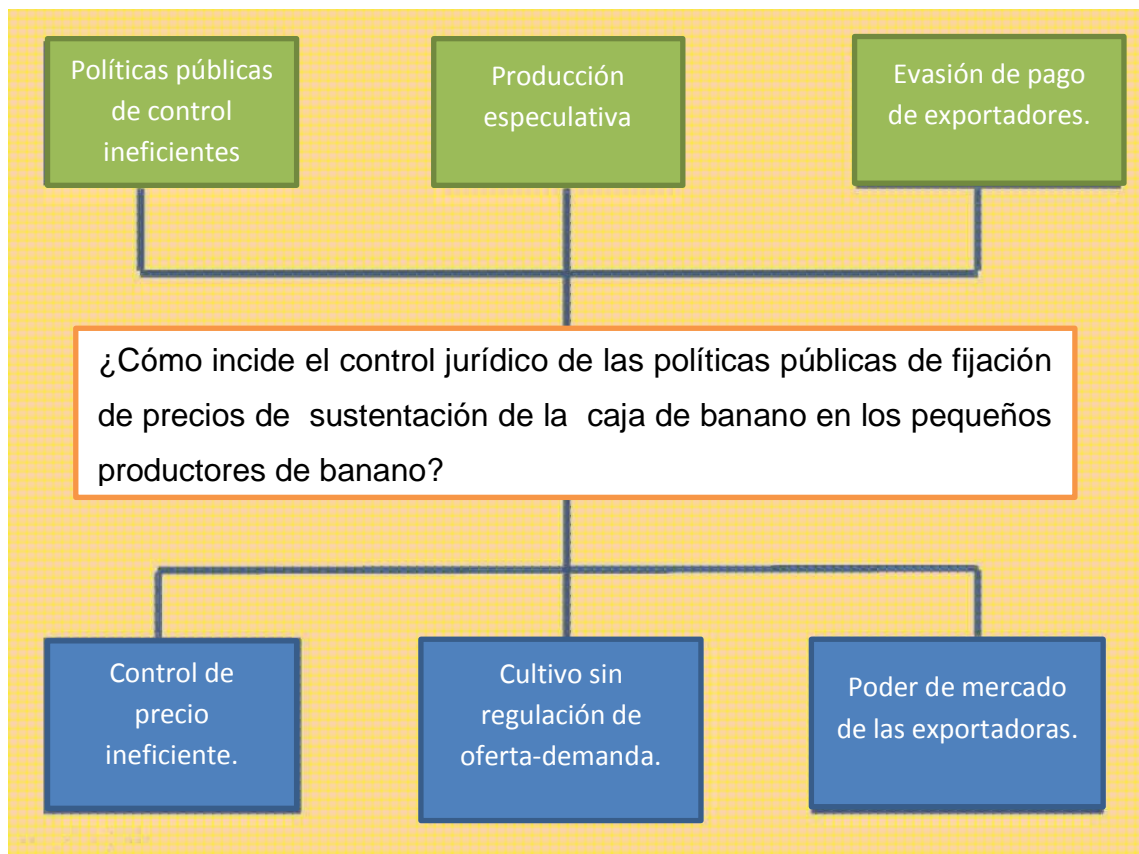 Políticas públicas
de control
ineficientes
Producción
especulativa
Evasión de pago
de exportadores.
¿Cómo incide el control jurídico de las políticas públicas de fijación
de precios de sustentación de la caja de banano en los pequeños
productores de banano?
Control de
precio
ineficiente.
Cultivo sin
regulación de
oferta-demanda.
Poder de mercado
de las exportadoras.